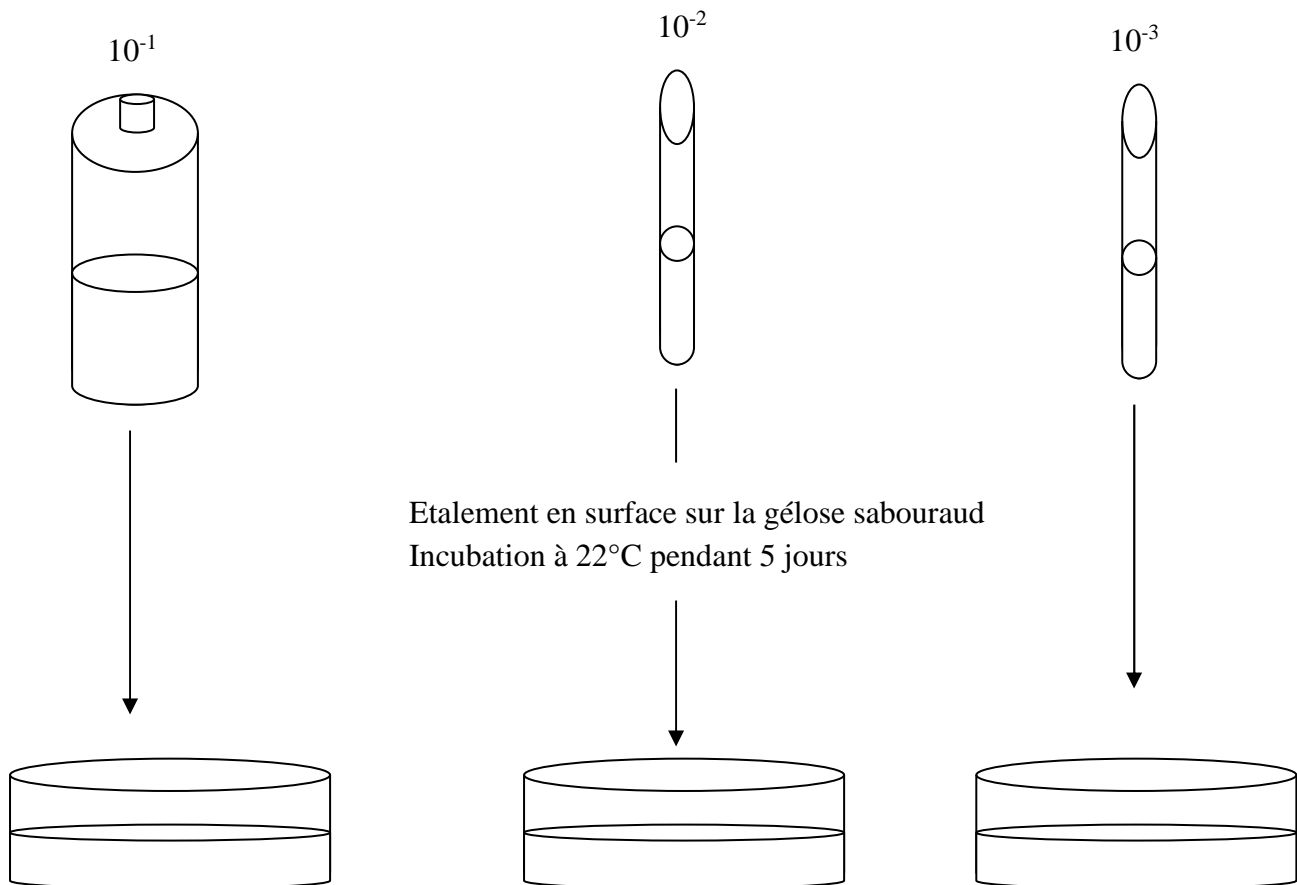 10⁻¹
10⁻²
10⁻³
Etalement en surface sur la gélose sabouraud
Incubation à 22°C pendant 5 jours